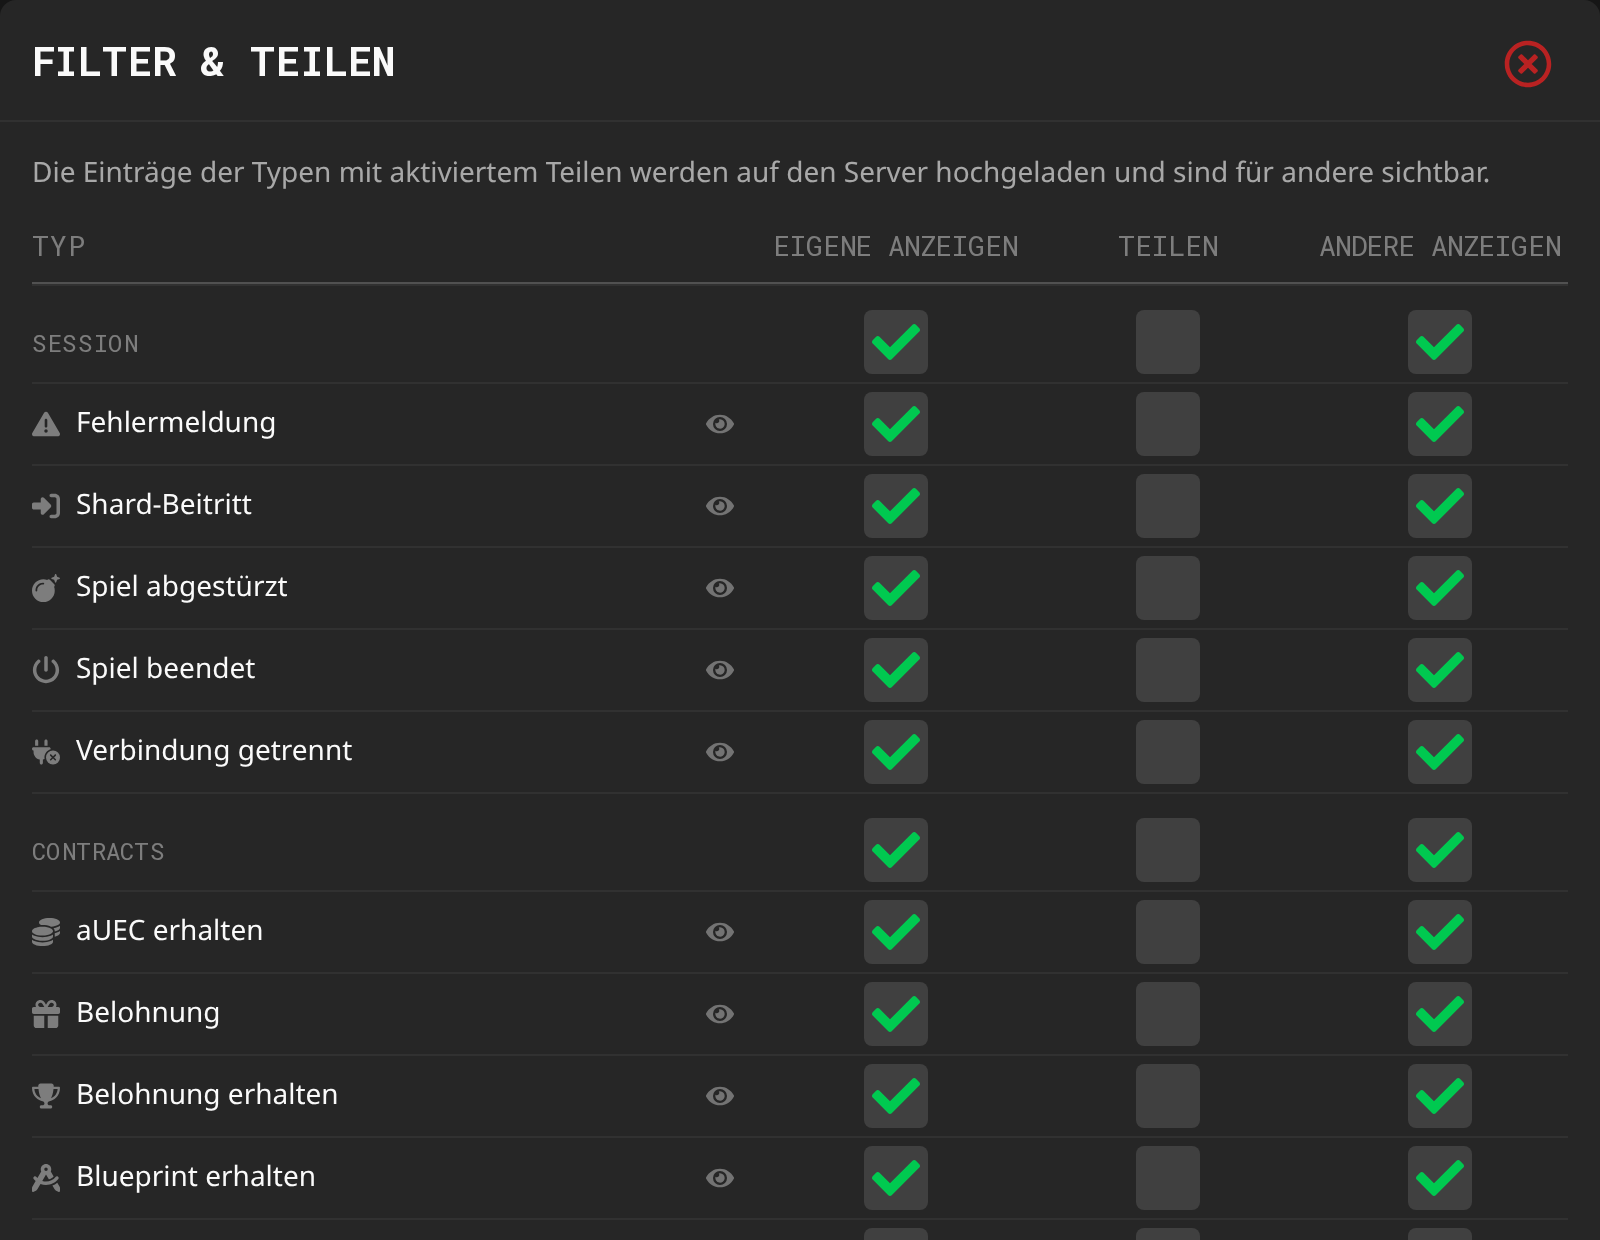 FILTER & TEILEN
Die Einträge der Typen mit aktiviertem Teilen werden auf den Server hochgeladen und sind für andere sichtbar.
TYP EIGENE ANZEIGEN TEILEN ANDERE ANZEIGEN
SESSION
Fehlermeldung
Shard-Beitritt
Spiel abgestürzt
Spiel beendet
Verbindung getrennt
CONTRACTS
aUEC erhalten
Belohnung
Belohnung erhalten
Blueprint erhalten